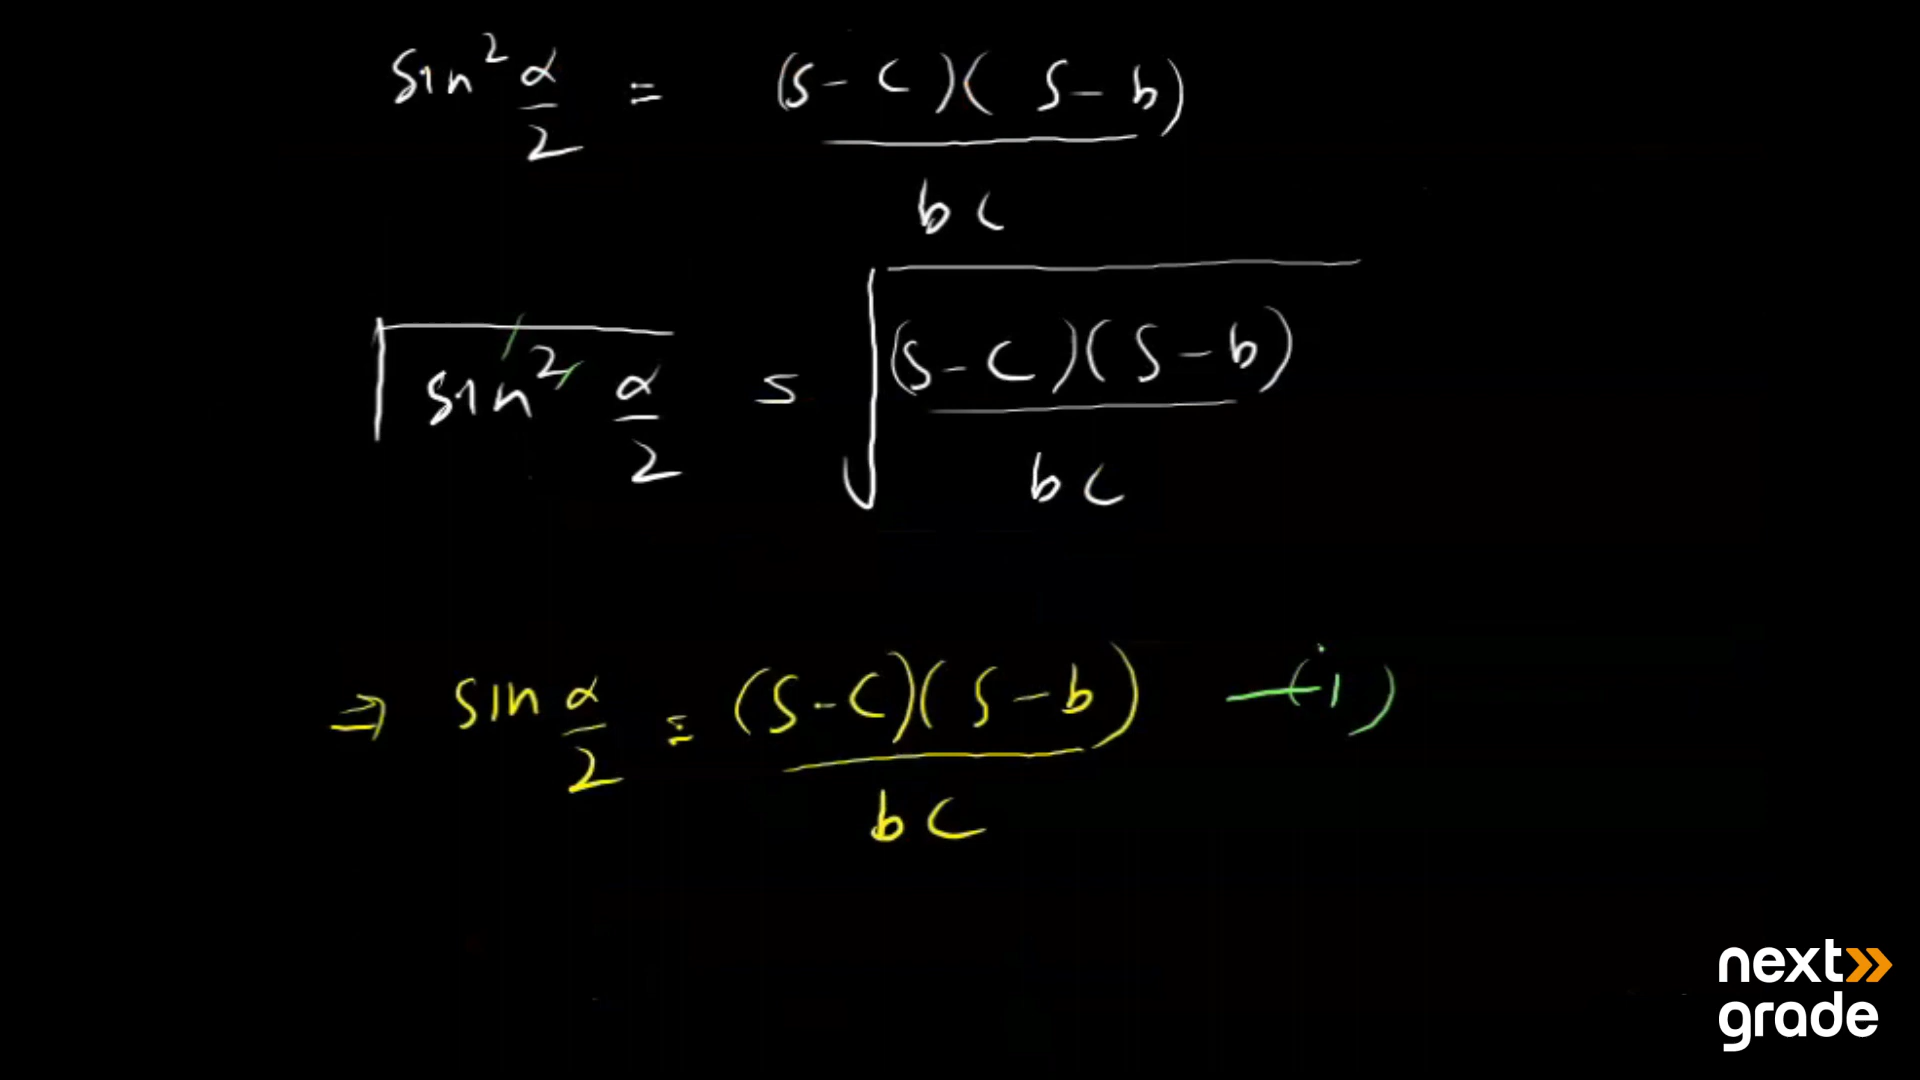 sin² α/2 = (s-c)(s-b)/bc
√(sin² α/2) = √((s-c)(s-b)/bc)
⇒ sin α/2 = (s-c)(s-b)/bc —(i)
next
grade